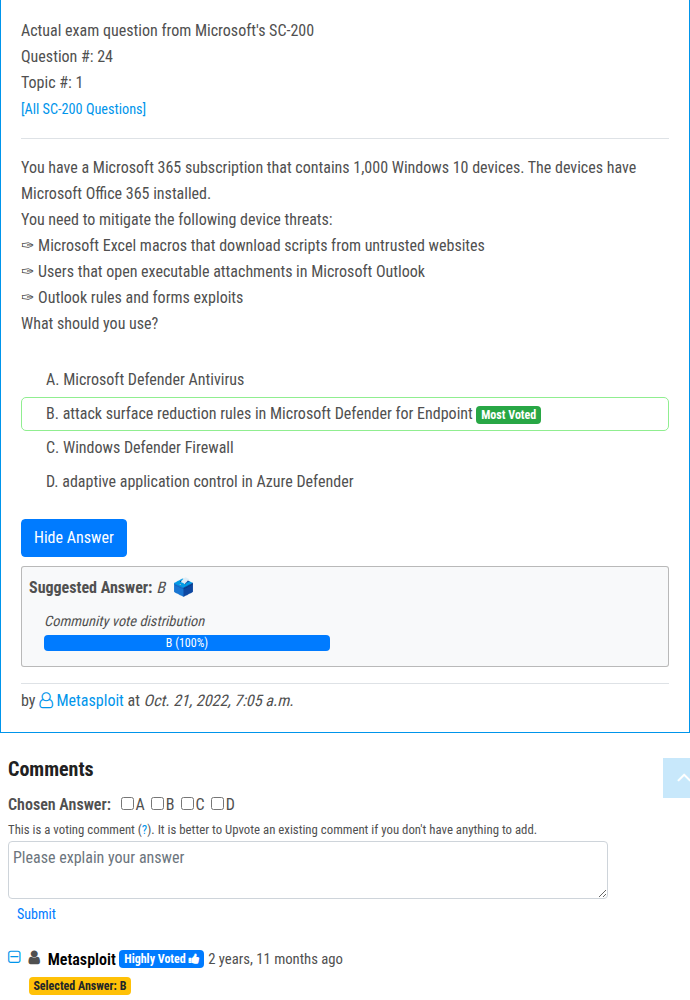 Actual exam question from Microsoft's SC-200
Question #: 24
Topic #: 1
[All SC-200 Questions]
You have a Microsoft 365 subscription that contains 1,000 Windows 10 devices. The devices have
Microsoft Office 365 installed.
You need to mitigate the following device threats:
✑ Microsoft Excel macros that download scripts from untrusted websites
✑ Users that open executable attachments in Microsoft Outlook
✑ Outlook rules and forms exploits
What should you use?
A. Microsoft Defender Antivirus
B. attack surface reduction rules in Microsoft Defender for Endpoint Most Voted
C. Windows Defender Firewall
D. adaptive application control in Azure Defender
Hide Answer
Suggested Answer: B
Community vote distribution
B (100%)
by Metasploit at Oct. 21, 2022, 7:05 a.m.
Comments
Chosen Answer: A B C D
This is a voting comment (?). It is better to Upvote an existing comment if you don't have anything to add.
Please explain your answer
Submit
Metasploit Highly Voted 2 years, 11 months ago
Selected Answer: B